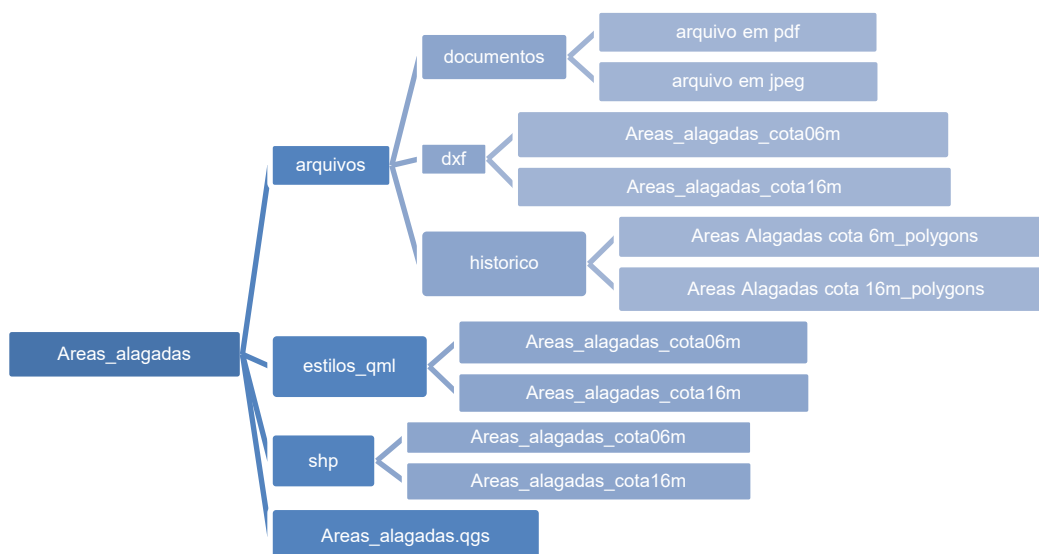 arquivo em pdf
documentos
arquivo em jpeg
Areas_alagadas_cota06m
arquivos
dxf
Areas_alagadas_cota16m
Areas Alagadas cota 6m_polygons
historico
Areas Alagadas cota 16m_polygons
Areas_alagadas
Areas_alagadas_cota06m
estilos_qml
Areas_alagadas_cota16m
Areas_alagadas_cota06m
shp
Areas_alagadas_cota16m
Areas_alagadas.qgs